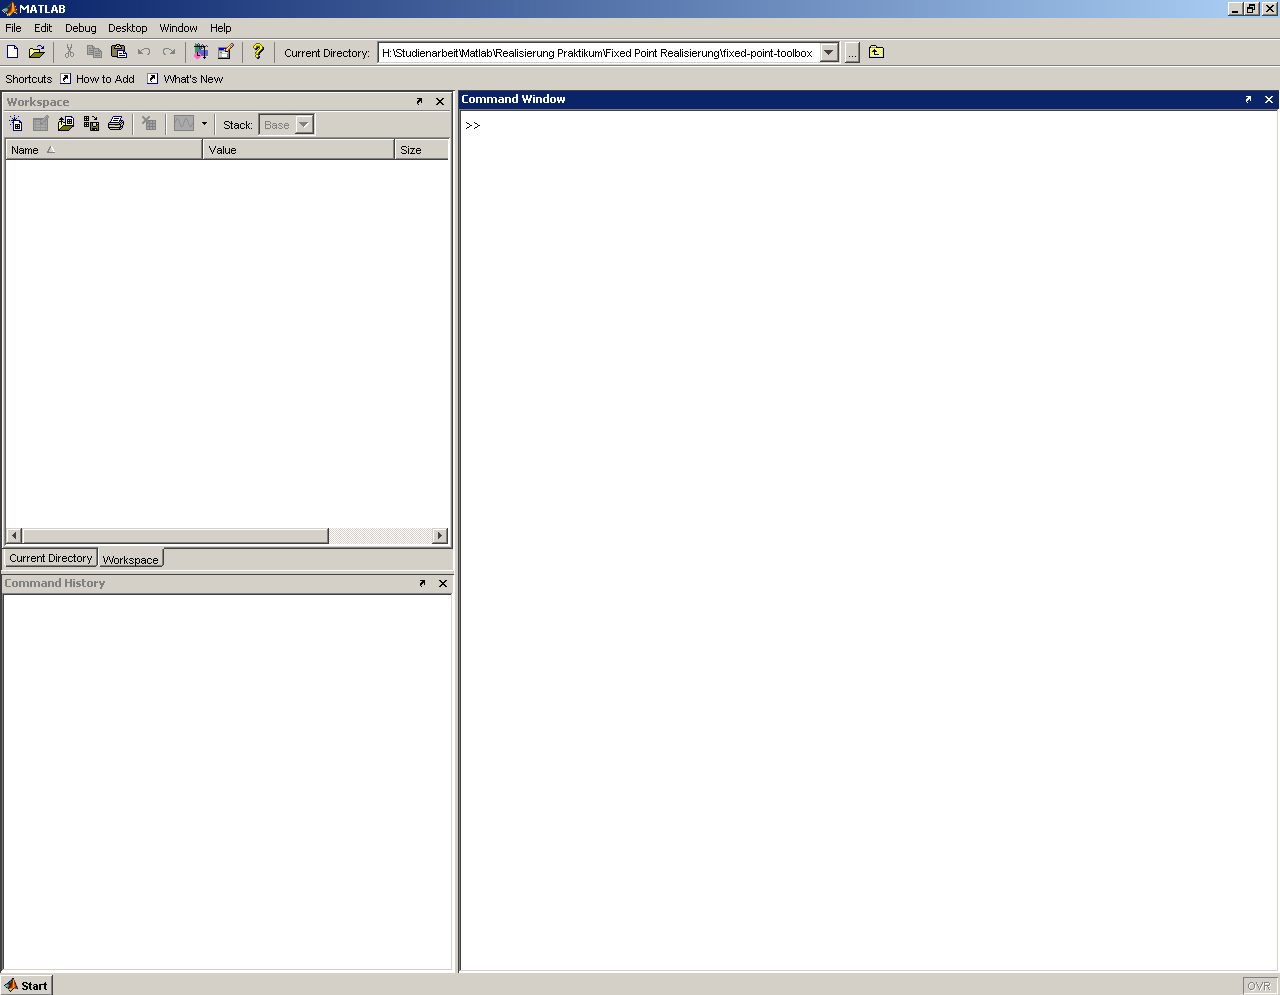 MATLAB
File Edit Debug Desktop Window Help
Current Directory: H:\Studienarbeit\Matlab\Realisierung Praktikum\Fixed Point Realisierung\fixed-point-toolbox ...
Shortcuts How to Add What's New
Workspace
Stack: Base
Name Value Size
Current Directory Workspace
Command History
Command Window
>>
Start
OVR